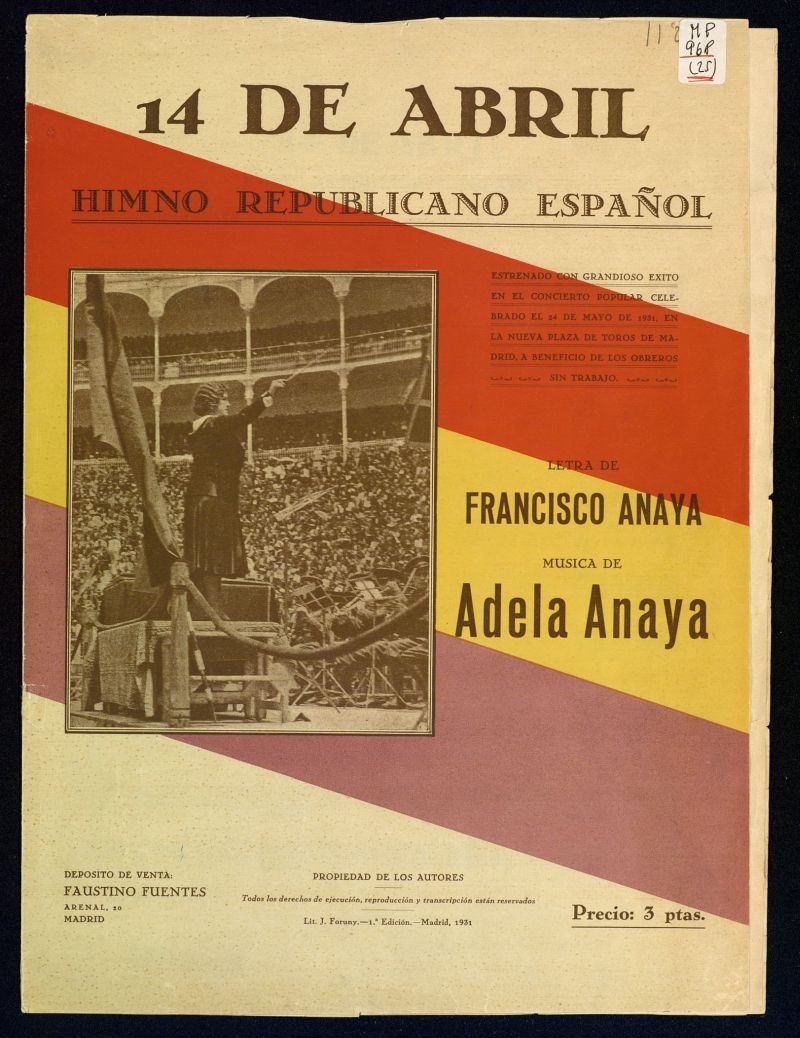 118
MP
968
(25)
14 DE ABRIL
HIMNO REPUBLICANO ESPAÑOL
ESTRENADO CON GRANDIOSO EXITO
EN EL CONCIERTO POPULAR CELE-
BRADO EL 24 DE MAYO DE 1931, EN
LA NUEVA PLAZA DE TOROS DE MA-
DRID, A BENEFICIO DE LOS OBREROS
SIN TRABAJO.
LETRA DE
FRANCISCO ANAYA
MUSICA DE
Adela Anaya
DEPOSITO DE VENTA:
FAUSTINO FUENTES
ARENAL, 20
MADRID
PROPIEDAD DE LOS AUTORES
Todos los derechos de ejecución, reproducción y transcripción están reservados
Lit. J. Foruny.—1.ª Edición.—Madrid, 1931
Precio: 3 ptas.